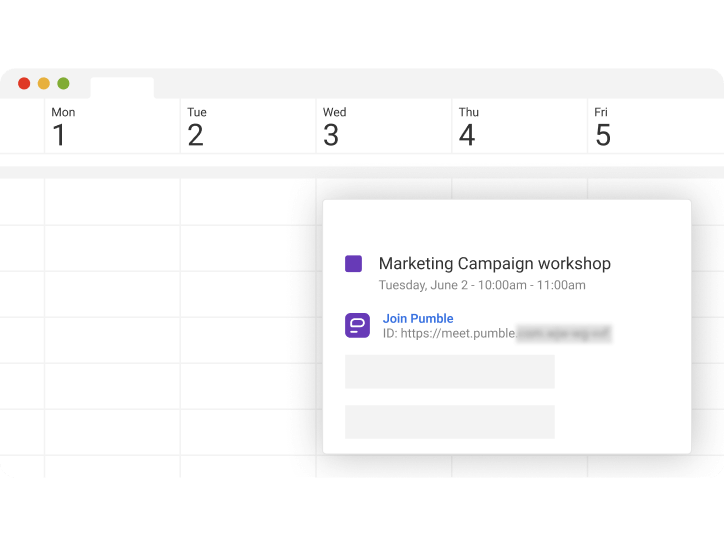 Mon
1
Tue
2
Wed
3
Thu
4
Fri
5
Marketing Campaign workshop
Tuesday, June 2 - 10:00am - 11:00am
Join Pumble
ID: https://meet.pumble